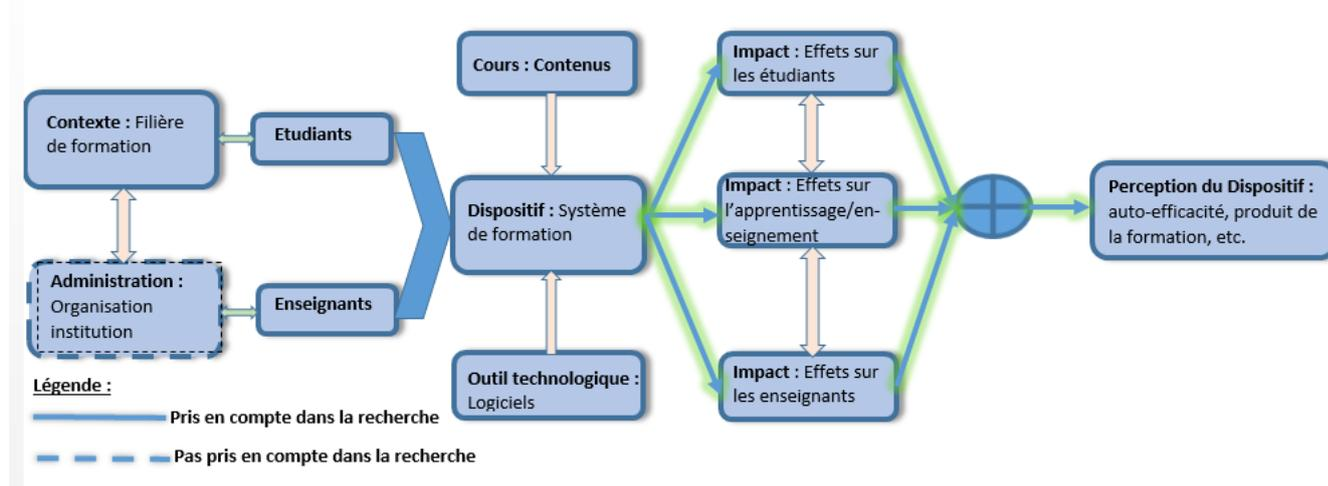 Contexte : Filière
de formation
Etudiants
Administration :
Organisation
institution
Enseignants
Cours : Contenus
Dispositif : Système
de formation
Outil technologique :
Logiciels
Impact : Effets sur
les étudiants
Impact : Effets sur
l'apprentissage/en-
seignement
Impact : Effets sur
les enseignants
Perception du Dispositif :
auto-efficacité, produit de
la formation, etc.
Légende :
Pris en compte dans la recherche
Pas pris en compte dans la recherche